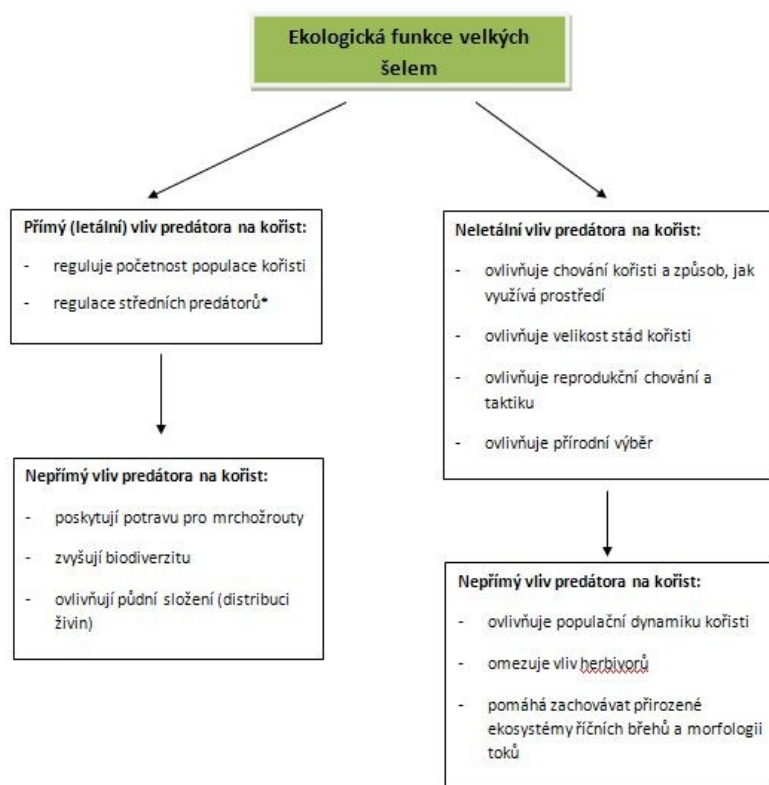 Ekologická funkce velkých
šelem
Přímý (letální) vliv predátora na kořist:
- reguluje početnost populace kořisti
- regulace středních predátorů*
Nepřímý vliv predátora na kořist:
- poskytují potravu pro mrchožrouty
- zvyšují biodiverzitu
- ovlivňují půdní složení (distribuci
živin)
Neletální vliv predátora na kořist:
- ovlivňuje chování kořisti a způsob, jak
využívá prostředí
- ovlivňuje velikost stád kořisti
- ovlivňuje reprodukční chování a
taktiku
- ovlivňuje přírodní výběr
Nepřímý vliv predátora na kořist:
- ovlivňuje populační dynamiku kořisti
- omezuje vliv herbivorů
- pomáhá zachovávat přirozené
ekosystémy říčních břehů a morfologii
toků